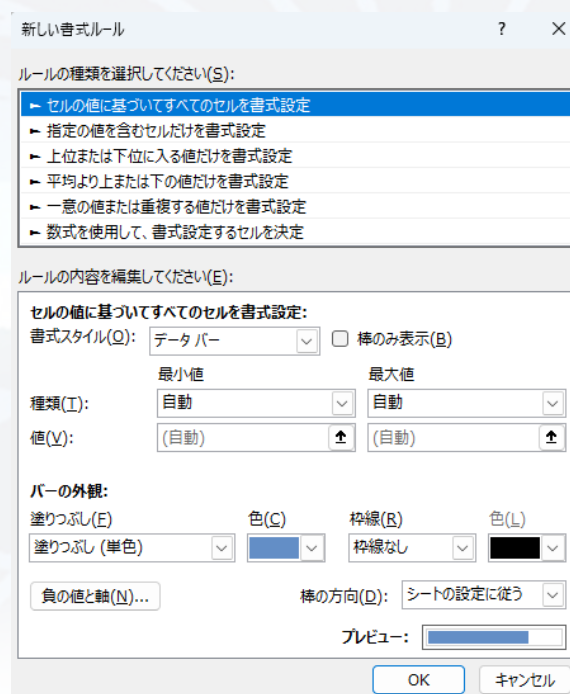 新しい書式ルール ? ×
ルールの種類を選択してください(S):
► セルの値に基づいてすべてのセルを書式設定
► 指定の値を含むセルだけを書式設定
► 上位または下位に入る値だけを書式設定
► 平均より上または下の値だけを書式設定
► 一意の値または重複する値だけを書式設定
► 数式を使用して、書式設定するセルを決定
ルールの内容を編集してください(E):
セルの値に基づいてすべてのセルを書式設定:
書式スタイル(O): データ バー 棒のみ表示(B)
最小値 最大値
種類(T): 自動 自動
値(V): (自動) (自動)
バーの外観:
塗りつぶし(F) 色(C) 枠線(R) 色(L)
塗りつぶし (単色) 枠線なし
負の値と軸(N)... 棒の方向(D): シートの設定に従う
プレビュー:
OK キャンセル